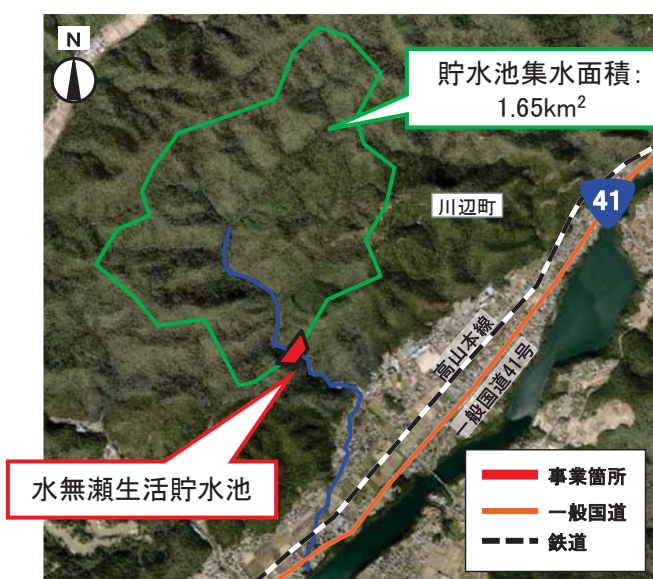 N
貯水池集水面積：
1.65km²
川辺町
41
高山本線
一般国道41号
水無瀬生活貯水池
事業箇所
一般国道
鉄道